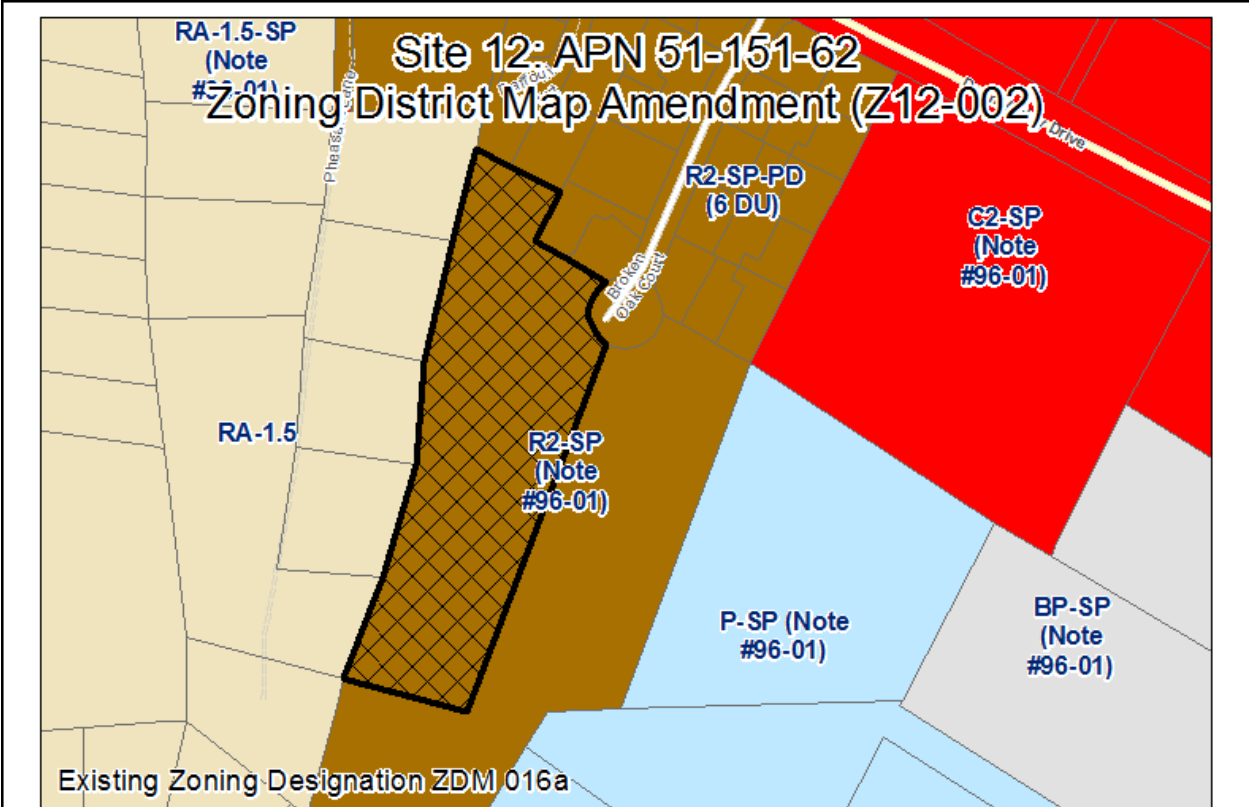 RA-1.5-SP
(Note
#96-01)
Site 12: APN 51-151-62
Zoning District Map Amendment (Z12-002)
Drive
R2-SP-PD
(6 DU)
C2-SP
(Note
#96-01)
Broken
Oak Court
RA-1.5
R2-SP
(Note
#96-01)
P-SP (Note
#96-01)
BP-SP
(Note
#96-01)
Existing Zoning Designation ZDM 016a